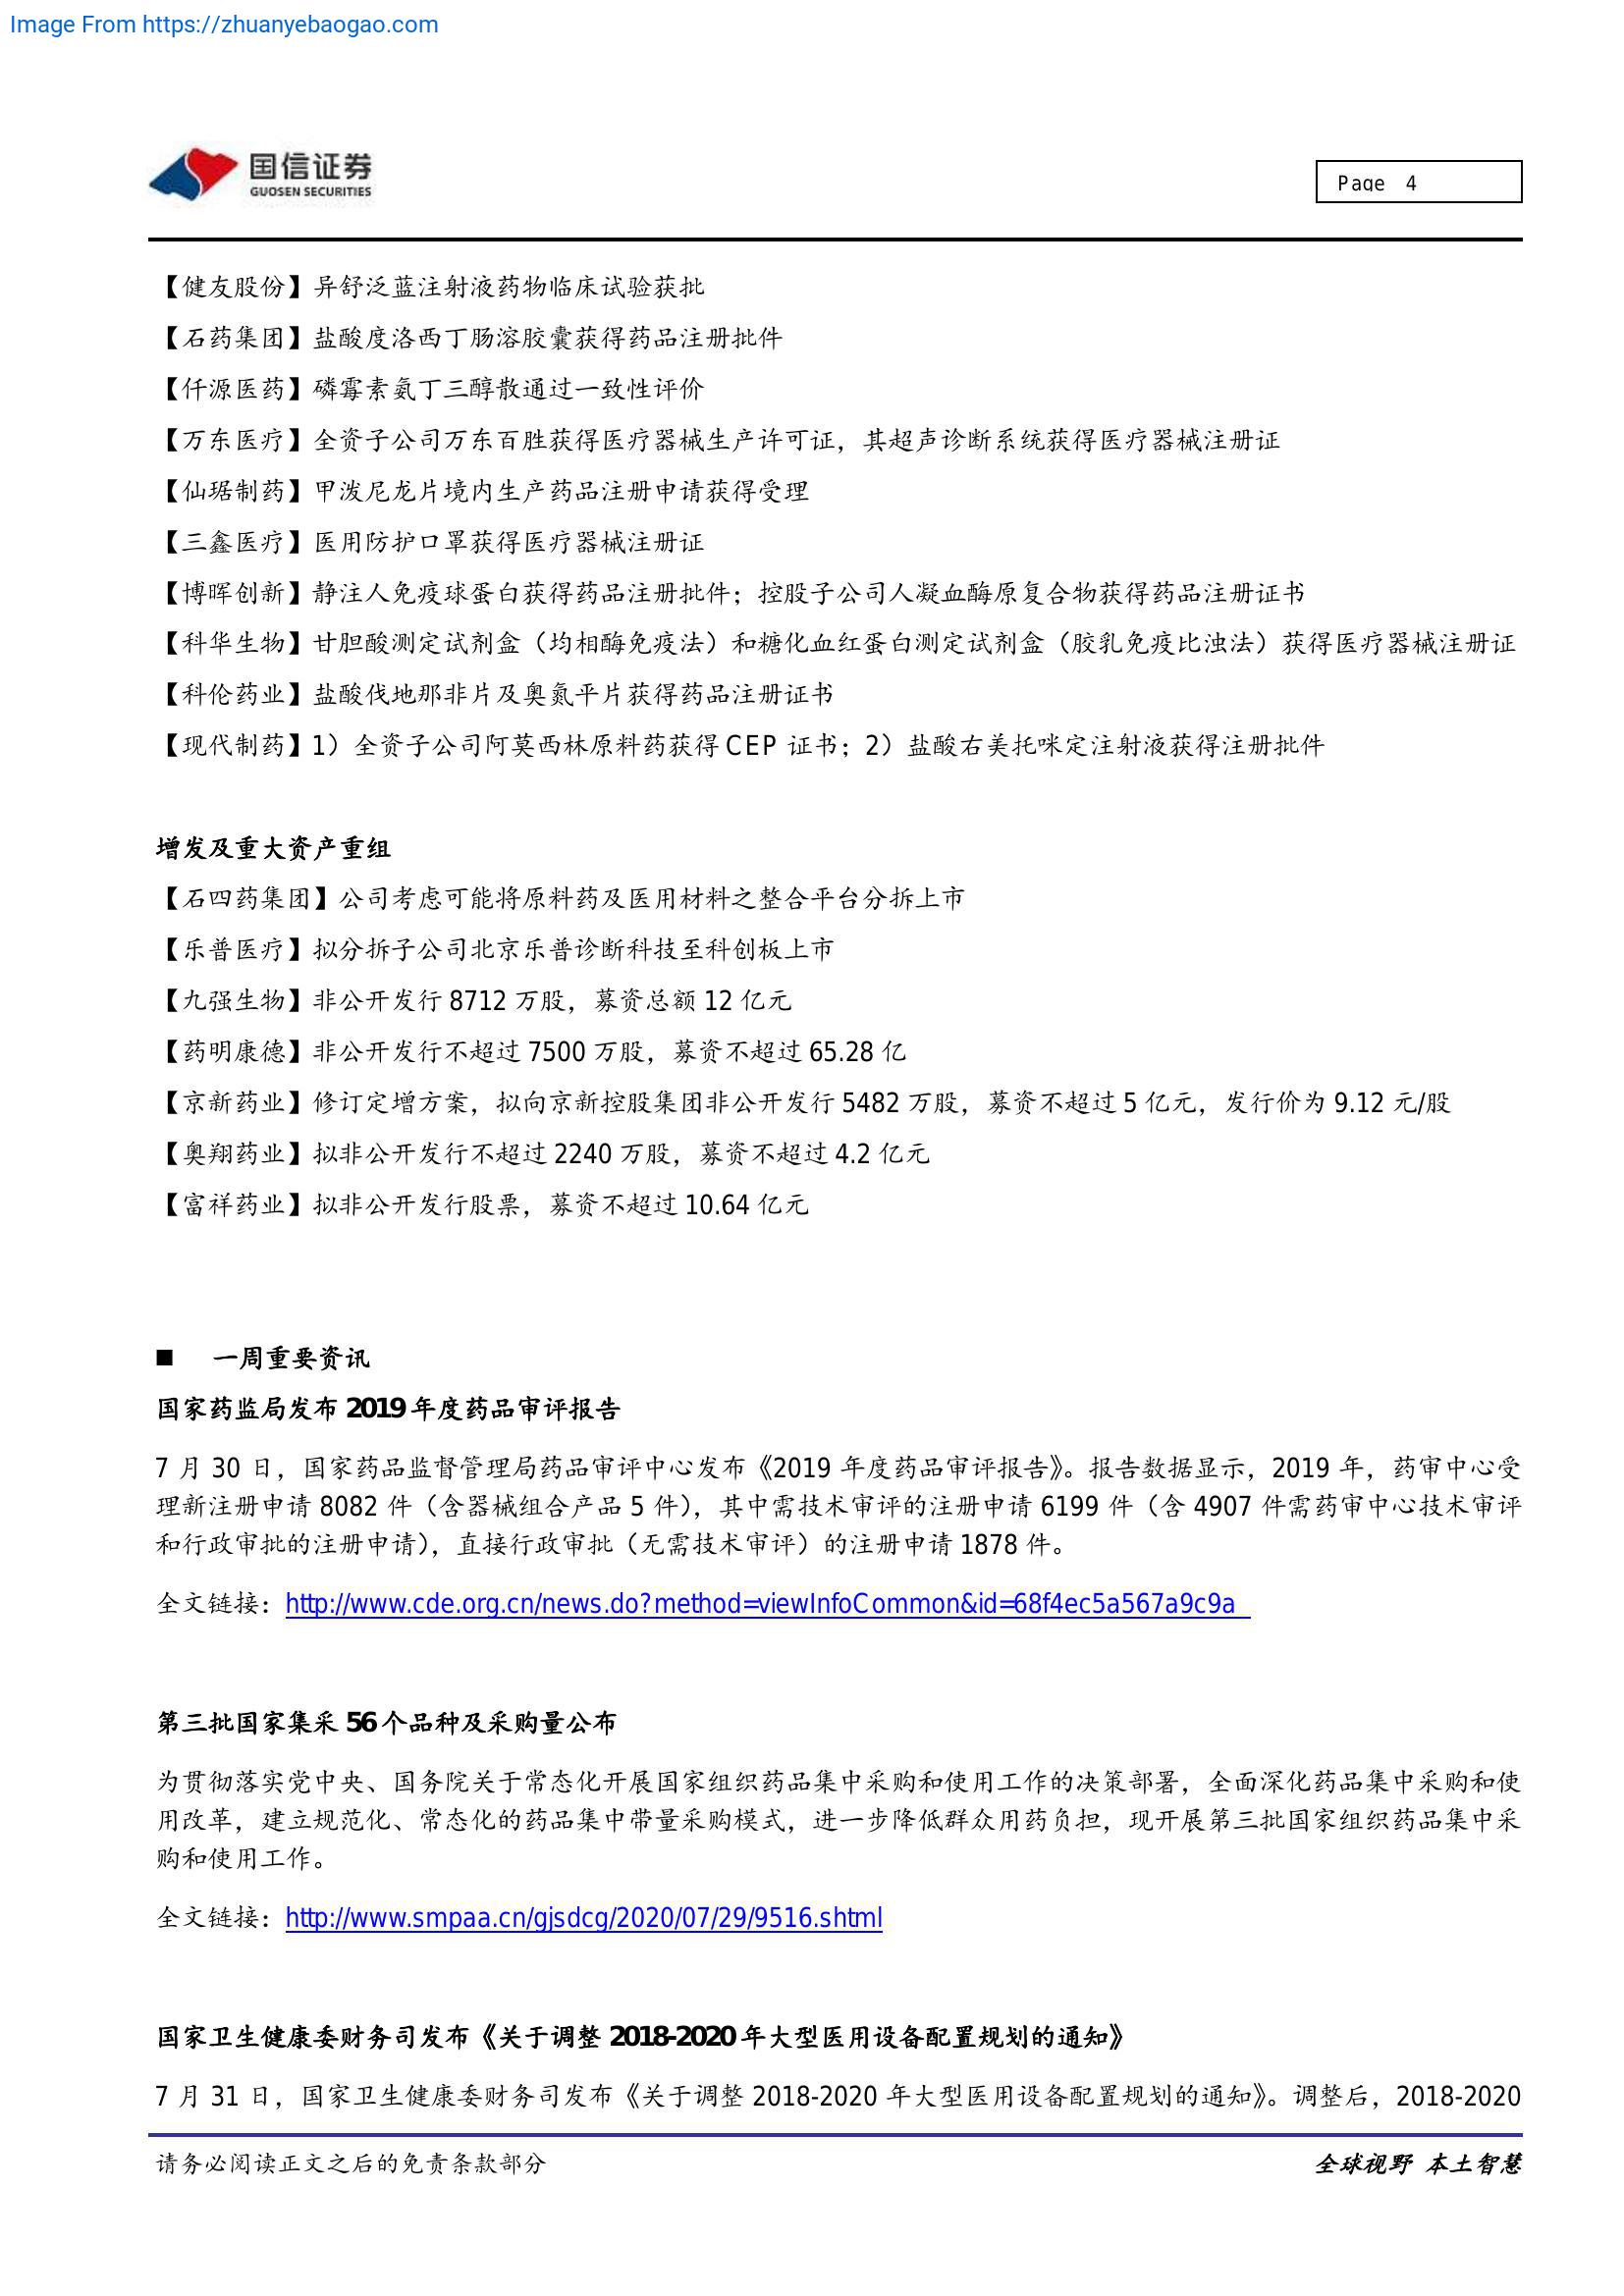 Image From https://zhuanyebaogao.com
国信证券
GUOSEN SECURITIES
Page 4
【健友股份】异舒泛蓝注射液药物临床试验获批
【石药集团】盐酸度洛西丁肠溶胶囊获得药品注册批件
【仟源医药】磷霉素氨丁三醇散通过一致性评价
【万东医疗】全资子公司万东百胜获得医疗器械生产许可证，其超声诊断系统获得医疗器械注册证
【仙琚制药】甲泼尼龙片境内生产药品注册申请获得受理
【三鑫医疗】医用防护口罩获得医疗器械注册证
【博晖创新】静注人免疫球蛋白获得药品注册批件；控股子公司人凝血酶原复合物获得药品注册证书
【科华生物】甘胆酸测定试剂盒（均相酶免疫法）和糖化血红蛋白测定试剂盒（胶乳免疫比浊法）获得医疗器械注册证
【科伦药业】盐酸伐地那非片及奥氮平片获得药品注册证书
【现代制药】1）全资子公司阿莫西林原料药获得 CEP 证书；2）盐酸右美托咪定注射液获得注册批件
增发及重大资产重组
【石四药集团】公司考虑可能将原料药及医用材料之整合平台分拆上市
【乐普医疗】拟分拆子公司北京乐普诊断科技至科创板上市
【九强生物】非公开发行 8712 万股，募资总额 12 亿元
【药明康德】非公开发行不超过 7500 万股，募资不超过 65.28 亿
【京新药业】修订定增方案，拟向京新控股集团非公开发行 5482 万股，募资不超过 5 亿元，发行价为 9.12 元/股
【奥翔药业】拟非公开发行不超过 2240 万股，募资不超过 4.2 亿元
【富祥药业】拟非公开发行股票，募资不超过 10.64 亿元
■ 一周重要资讯
国家药监局发布 2019 年度药品审评报告
7 月 30 日，国家药品监督管理局药品审评中心发布《2019 年度药品审评报告》。报告数据显示，2019 年，药审中心受
理新注册申请 8082 件（含器械组合产品 5 件），其中需技术审评的注册申请 6199 件（含 4907 件需药审中心技术审评
和行政审批的注册申请），直接行政审批（无需技术审评）的注册申请 1878 件。
全文链接：http://www.cde.org.cn/news.do?method=viewInfoCommon&id=68f4ec5a567a9c9a
第三批国家集采 56 个品种及采购量公布
为贯彻落实党中央、国务院关于常态化开展国家组织药品集中采购和使用工作的决策部署，全面深化药品集中采购和使
用改革，建立规范化、常态化的药品集中带量采购模式，进一步降低群众用药负担，现开展第三批国家组织药品集中采
购和使用工作。
全文链接：http://www.smpaa.cn/gjsdcg/2020/07/29/9516.shtml
国家卫生健康委财务司发布《关于调整 2018-2020 年大型医用设备配置规划的通知》
7 月 31 日，国家卫生健康委财务司发布《关于调整 2018-2020 年大型医用设备配置规划的通知》。调整后，2018-2020
请务必阅读正文之后的免责条款部分
全球视野 本土智慧